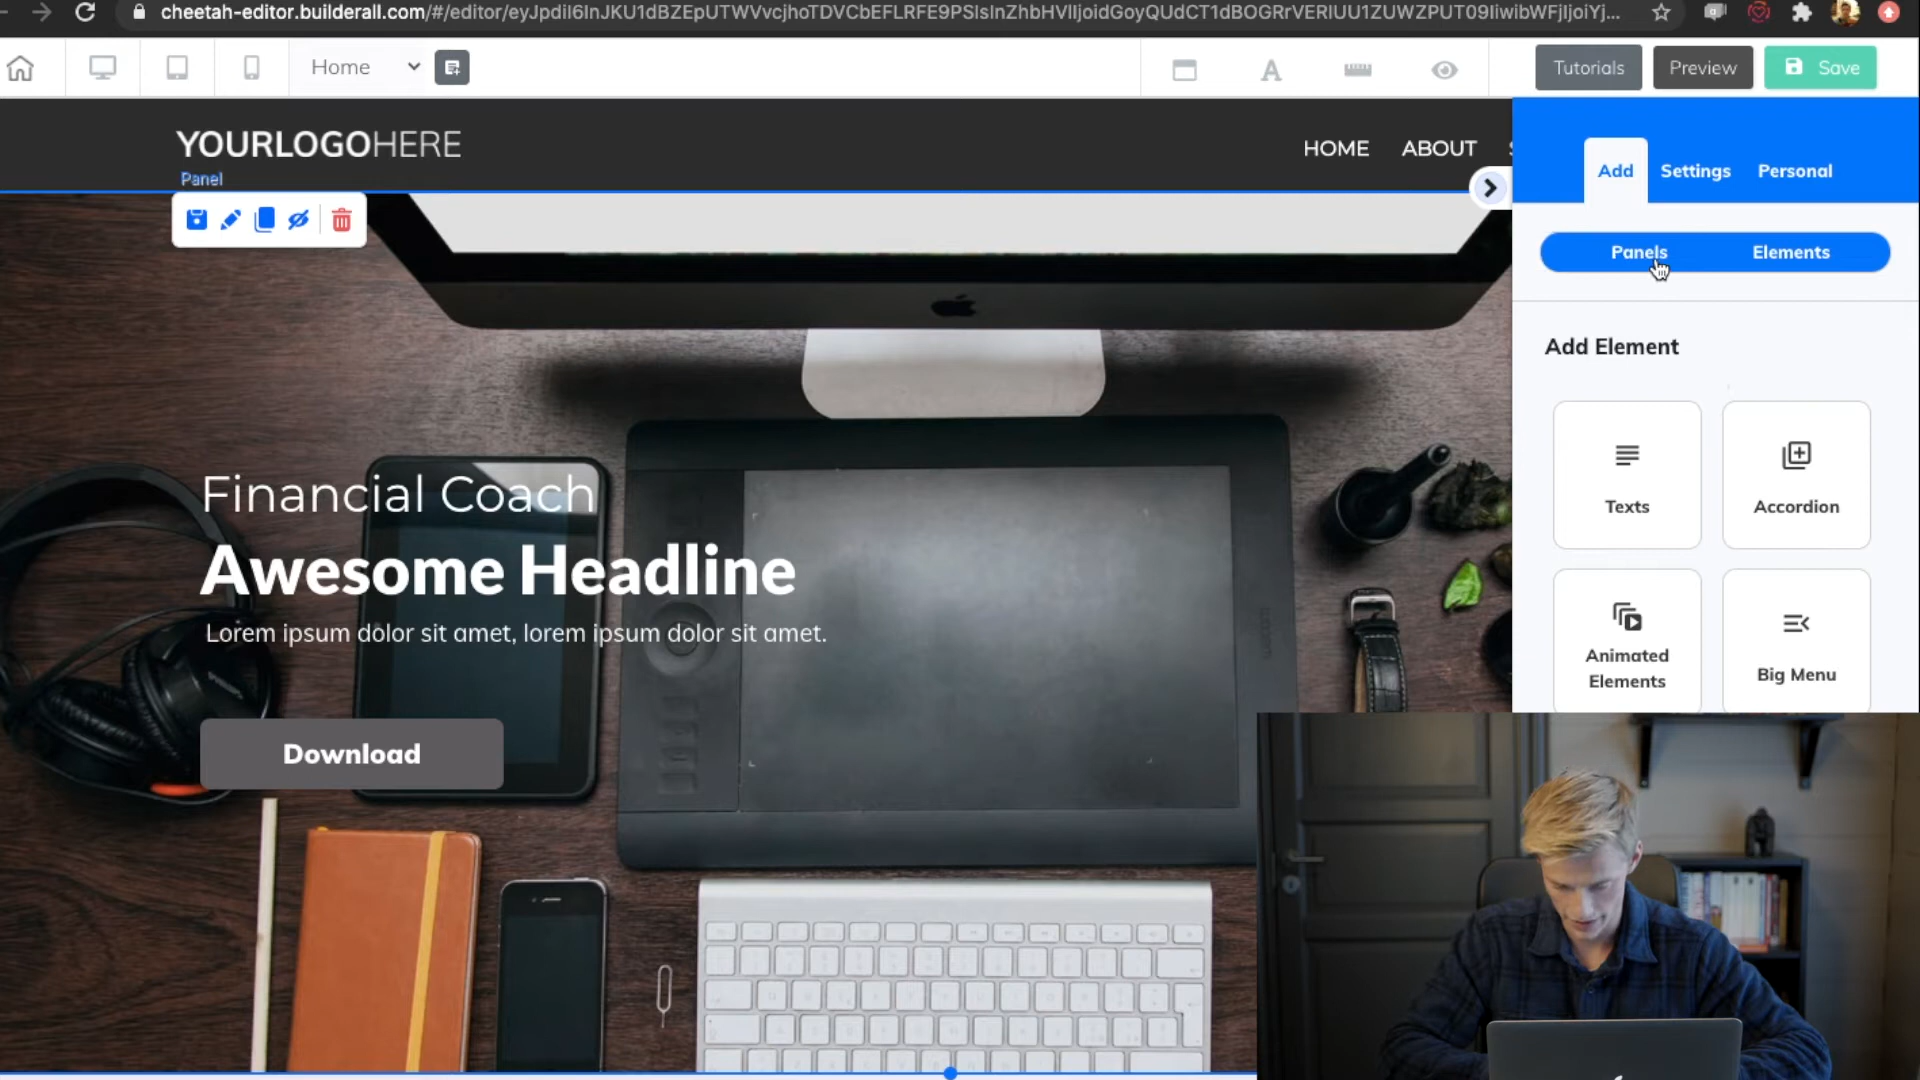 cheetah-editor.builderall.com/#/editor/
Home
Tutorials
Preview
Save
YOURLOGOHERE
HOME
ABOUT
Panel
Add
Settings
Personal
Panels
Elements
Add Element
Texts
Accordion
Animated
Elements
Big Menu
Financial Coach
Awesome Headline
Lorem ipsum dolor sit amet, lorem ipsum dolor sit amet.
Download